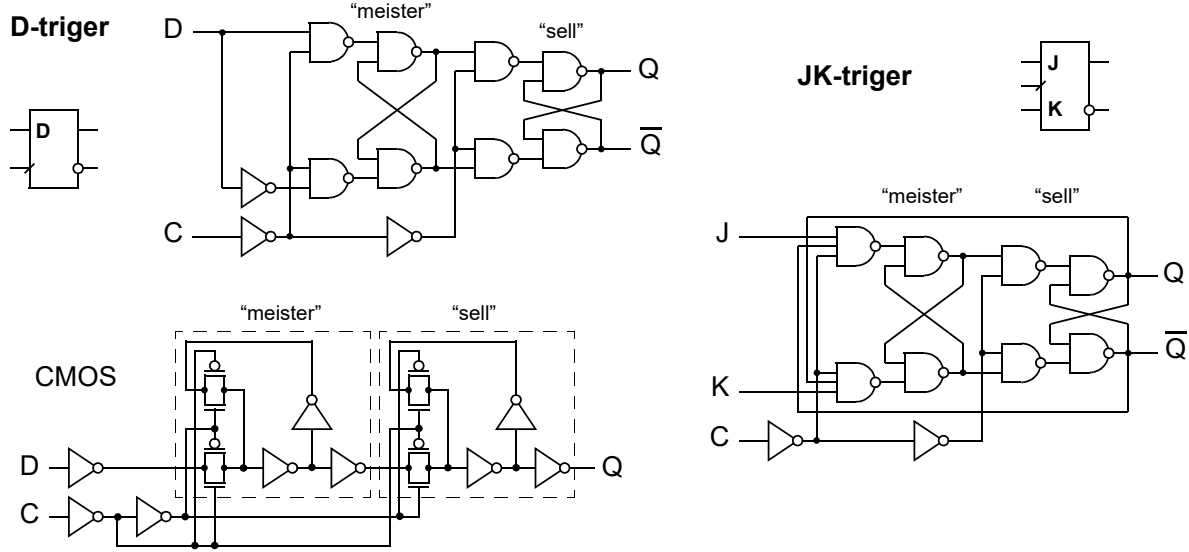 D-triger
D
“meister”
“sell”
Q
Q
D
C
CMOS
“meister”
“sell”
D
Q
C
JK-triger
J
K
“meister”
“sell”
J
Q
Q
K
C